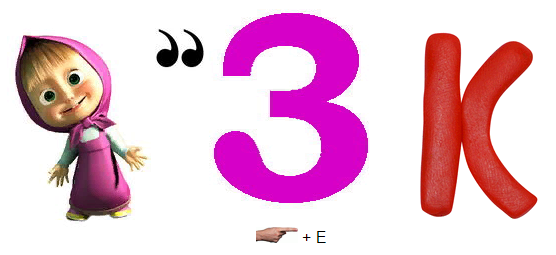 ,, 3 К
+ Е